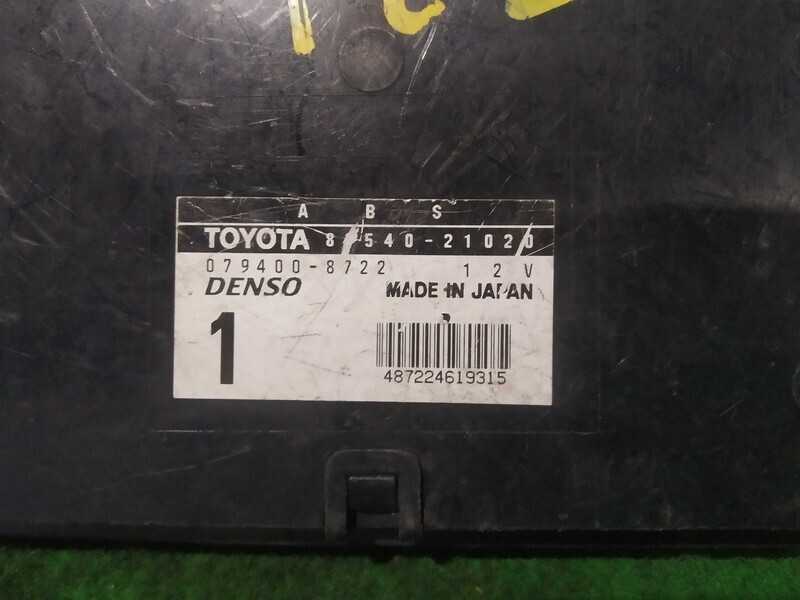 A B S
TOYOTA
079400-8722 12V
DENSO MADE IN JAPAN
1
487224619315